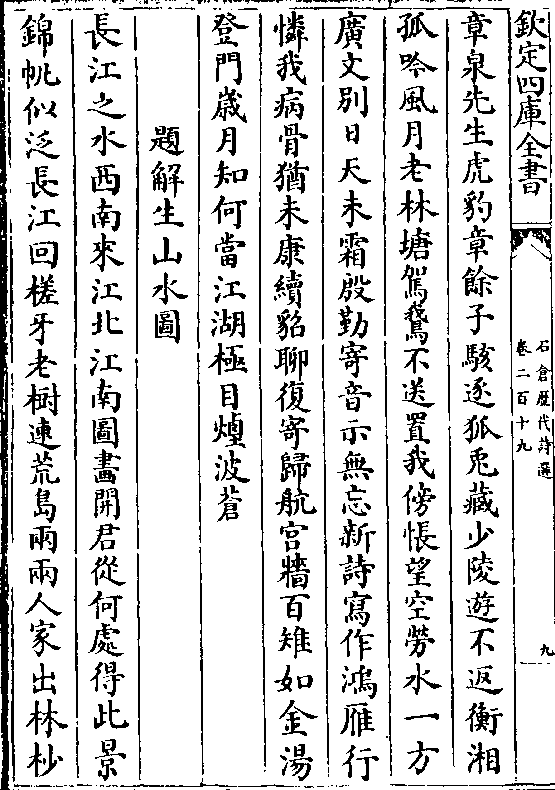 欽定四庫全書
石倉歴代詩選
卷二百十九
九
章泉先生虎豹章餘子駭逐狐兎藏少陵遊不返衡湘
孤吟風月老林塘鴐鵞不送置我傍悵望空勞水一方
廣文別日天未霜殷勤寄音示無忘新詩寫作鴻雁行
憐我病骨猶未康續貂聊復寄歸航宫牆百雉如金湯
登門嵗月知何當江湖極目煙波蒼
題解生山水圖
長江之水西南來江北江南圖畫開君從何處得此景
錦帆似泛長江回槎牙老樹連荒島兩兩人家出林杪